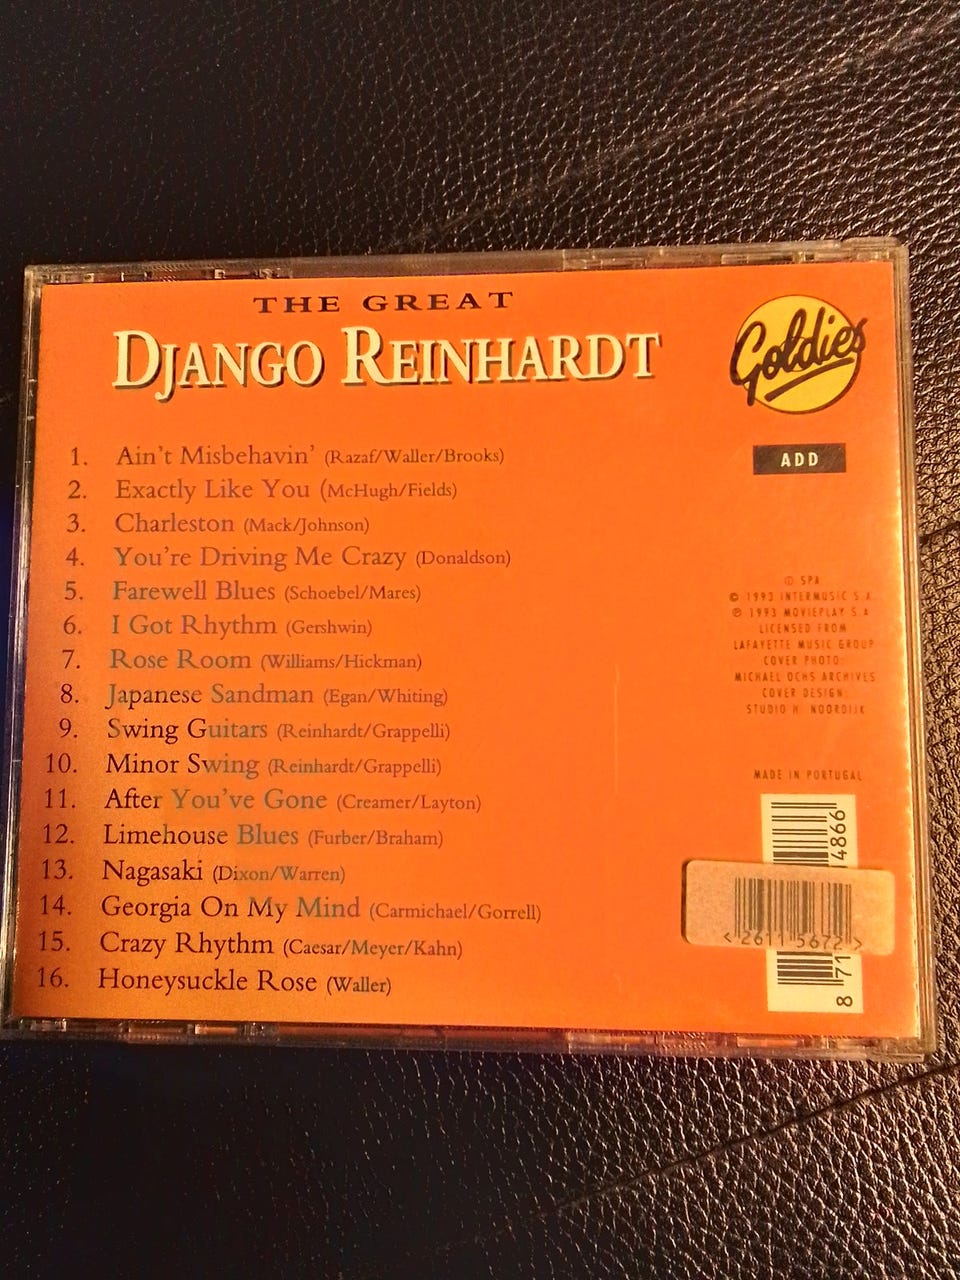 THE GREAT
DJANGO REINHARDT
Goldies
ADD
1. Ain't Misbehavin' (Razaf/Waller/Brooks)
2. Exactly Like You (McHugh/Fields)
3. Charleston (Mack/Johnson)
4. You're Driving Me Crazy (Donaldson)
5. Farewell Blues (Schoebel/Mares)
6. I Got Rhythm (Gershwin)
7. Rose Room (Williams/Hickman)
8. Japanese Sandman (Egan/Whiting)
9. Swing Guitars (Reinhardt/Grappelli)
10. Minor Swing (Reinhardt/Grappelli)
11. After You've Gone (Creamer/Layton)
12. Limehouse Blues (Furber/Braham)
13. Nagasaki (Dixon/Warren)
14. Georgia On My Mind (Carmichael/Gorrell)
15. Crazy Rhythm (Caesar/Meyer/Kahn)
16. Honeysuckle Rose (Waller)
SPA
© 1993 INTERMUSIC S.A.
℗ 1993 MOVIEPLAY S.A
LICENSED FROM
LAFAYETTE MUSIC GROUP
COVER PHOTO:
MICHAEL OCHS ARCHIVES
COVER DESIGN:
STUDIO H. NOORDIJK
MADE IN PORTUGAL
< 2611 5672 >
8 71
4866